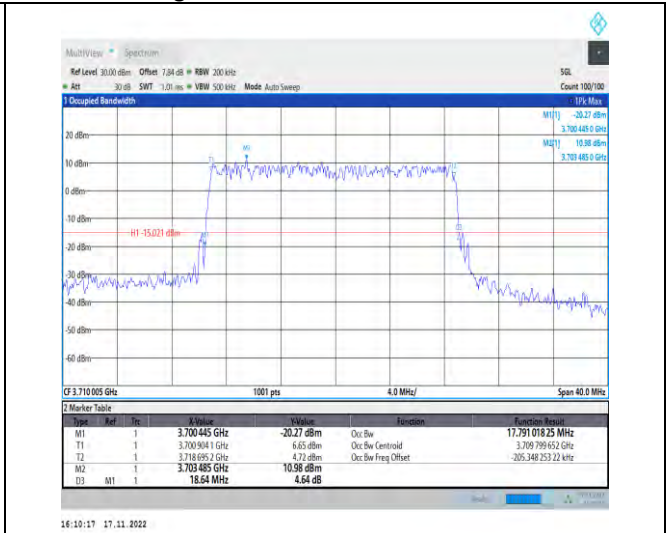 MultiView Spectrum
Ref Level 30.00 dBm Offset 7.84 dB RBW 200 kHz SGL
Att 30 dB SWT 1.01 ms VBW 500 kHz Mode Auto Sweep Count 100/100
1 Occupied Bandwidth 1Pk Max
M1[1] -20.27 dBm
3.700 445 0 GHz
M2[1] 10.98 dBm
3.703 485 0 GHz
20 dBm
10 dBm
0 dBm
-10 dBm
H1 -15.021 dBm
-30 dBm
-40 dBm
-50 dBm
-60 dBm
M2
T1
CF 3.710 005 GHz 1001 pts 4.0 MHz/ Span 40.0 MHz
2 Marker Table
Type Ref Trc X-Value Y-Value Function Function Result
M1 1 3.700 445 GHz -20.27 dBm Occ Bw 17.791 018 25 MHz
T1 1 3.700 904 1 GHz 6.65 dBm Occ Bw Centroid 3.709 799 652 GHz
T2 1 3.718 695 2 GHz 4.72 dBm Occ Bw Freq Offset -205.348 253 22 kHz
M2 1 3.703 485 GHz 10.98 dBm
D3 M1 1 18.64 MHz 4.64 dB
16:10:17 17.11.2022